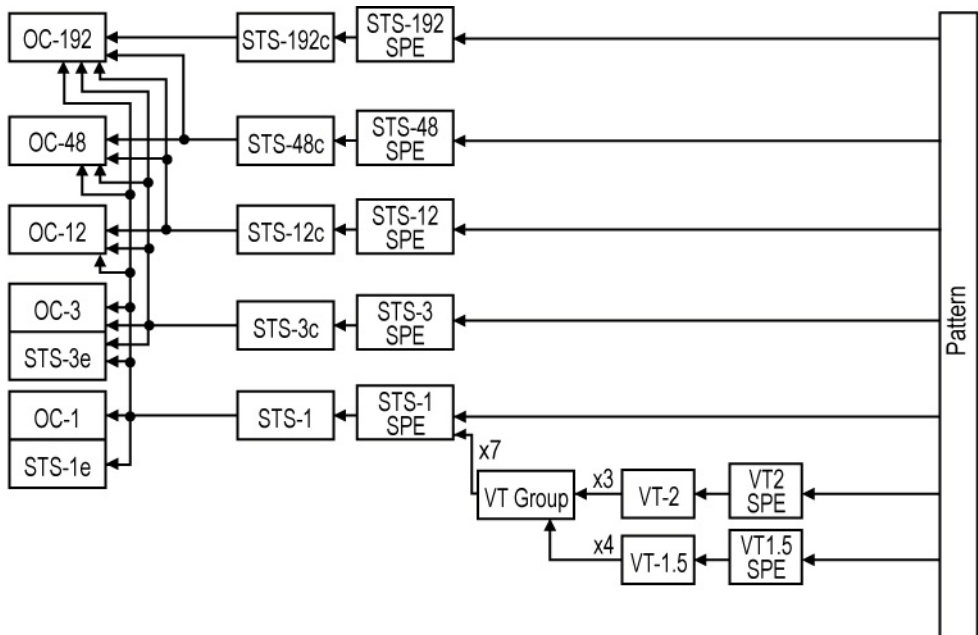 OC-192
STS-192c
STS-192
SPE
OC-48
STS-48c
STS-48
SPE
OC-12
STS-12c
STS-12
SPE
OC-3
STS-3e
STS-3c
STS-3
SPE
OC-1
STS-1e
STS-1
STS-1
SPE
x7
VT Group
x3
VT-2
VT2
SPE
x4
VT-1.5
VT1.5
SPE
Pattern